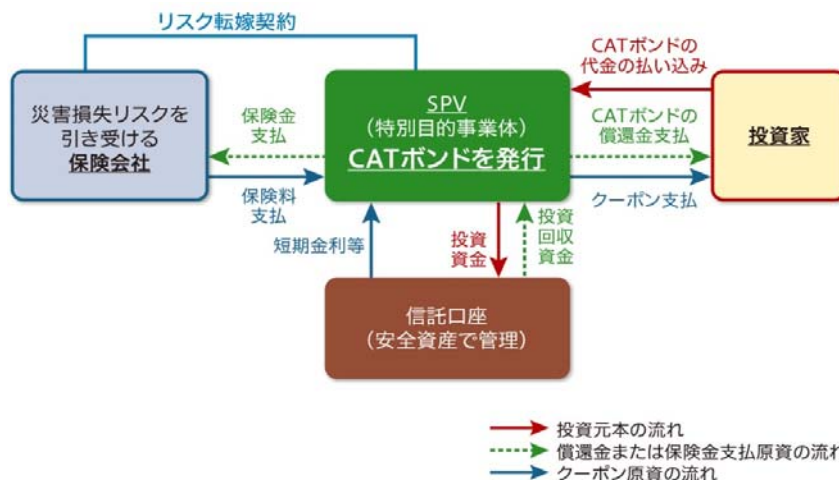 リスク転嫁契約
災害損失リスクを
引き受ける
保険会社
保険金
支払
保険料
支払
SPV
(特別目的事業体)
CATボンドを発行
CATボンドの
代金の払い込み
CATボンドの
償還金支払
クーポン支払
投資家
短期金利等
投資
資金
投資
回収
資金
信託口座
(安全資産で管理)
投資元本の流れ
償還金または保険金支払原資の流れ
クーポン原資の流れ